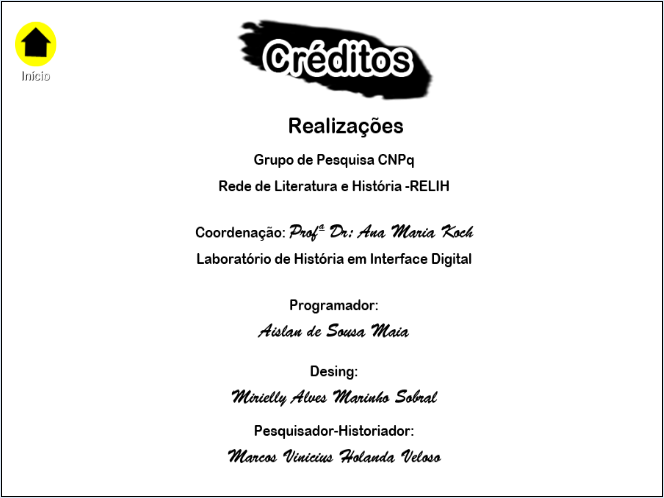 Créditos
Início
Realizações
Grupo de Pesquisa CNPq
Rede de Literatura e História -RELIH
Coordenação: Profª Dr: Ana Maria Koch
Laboratório de História em Interface Digital
Programador:
Aislan de Sousa Maia
Desing:
Mirielly Alves Marinho Sobral
Pesquisador-Historiador:
Marcos Vinicius Holanda Veloso